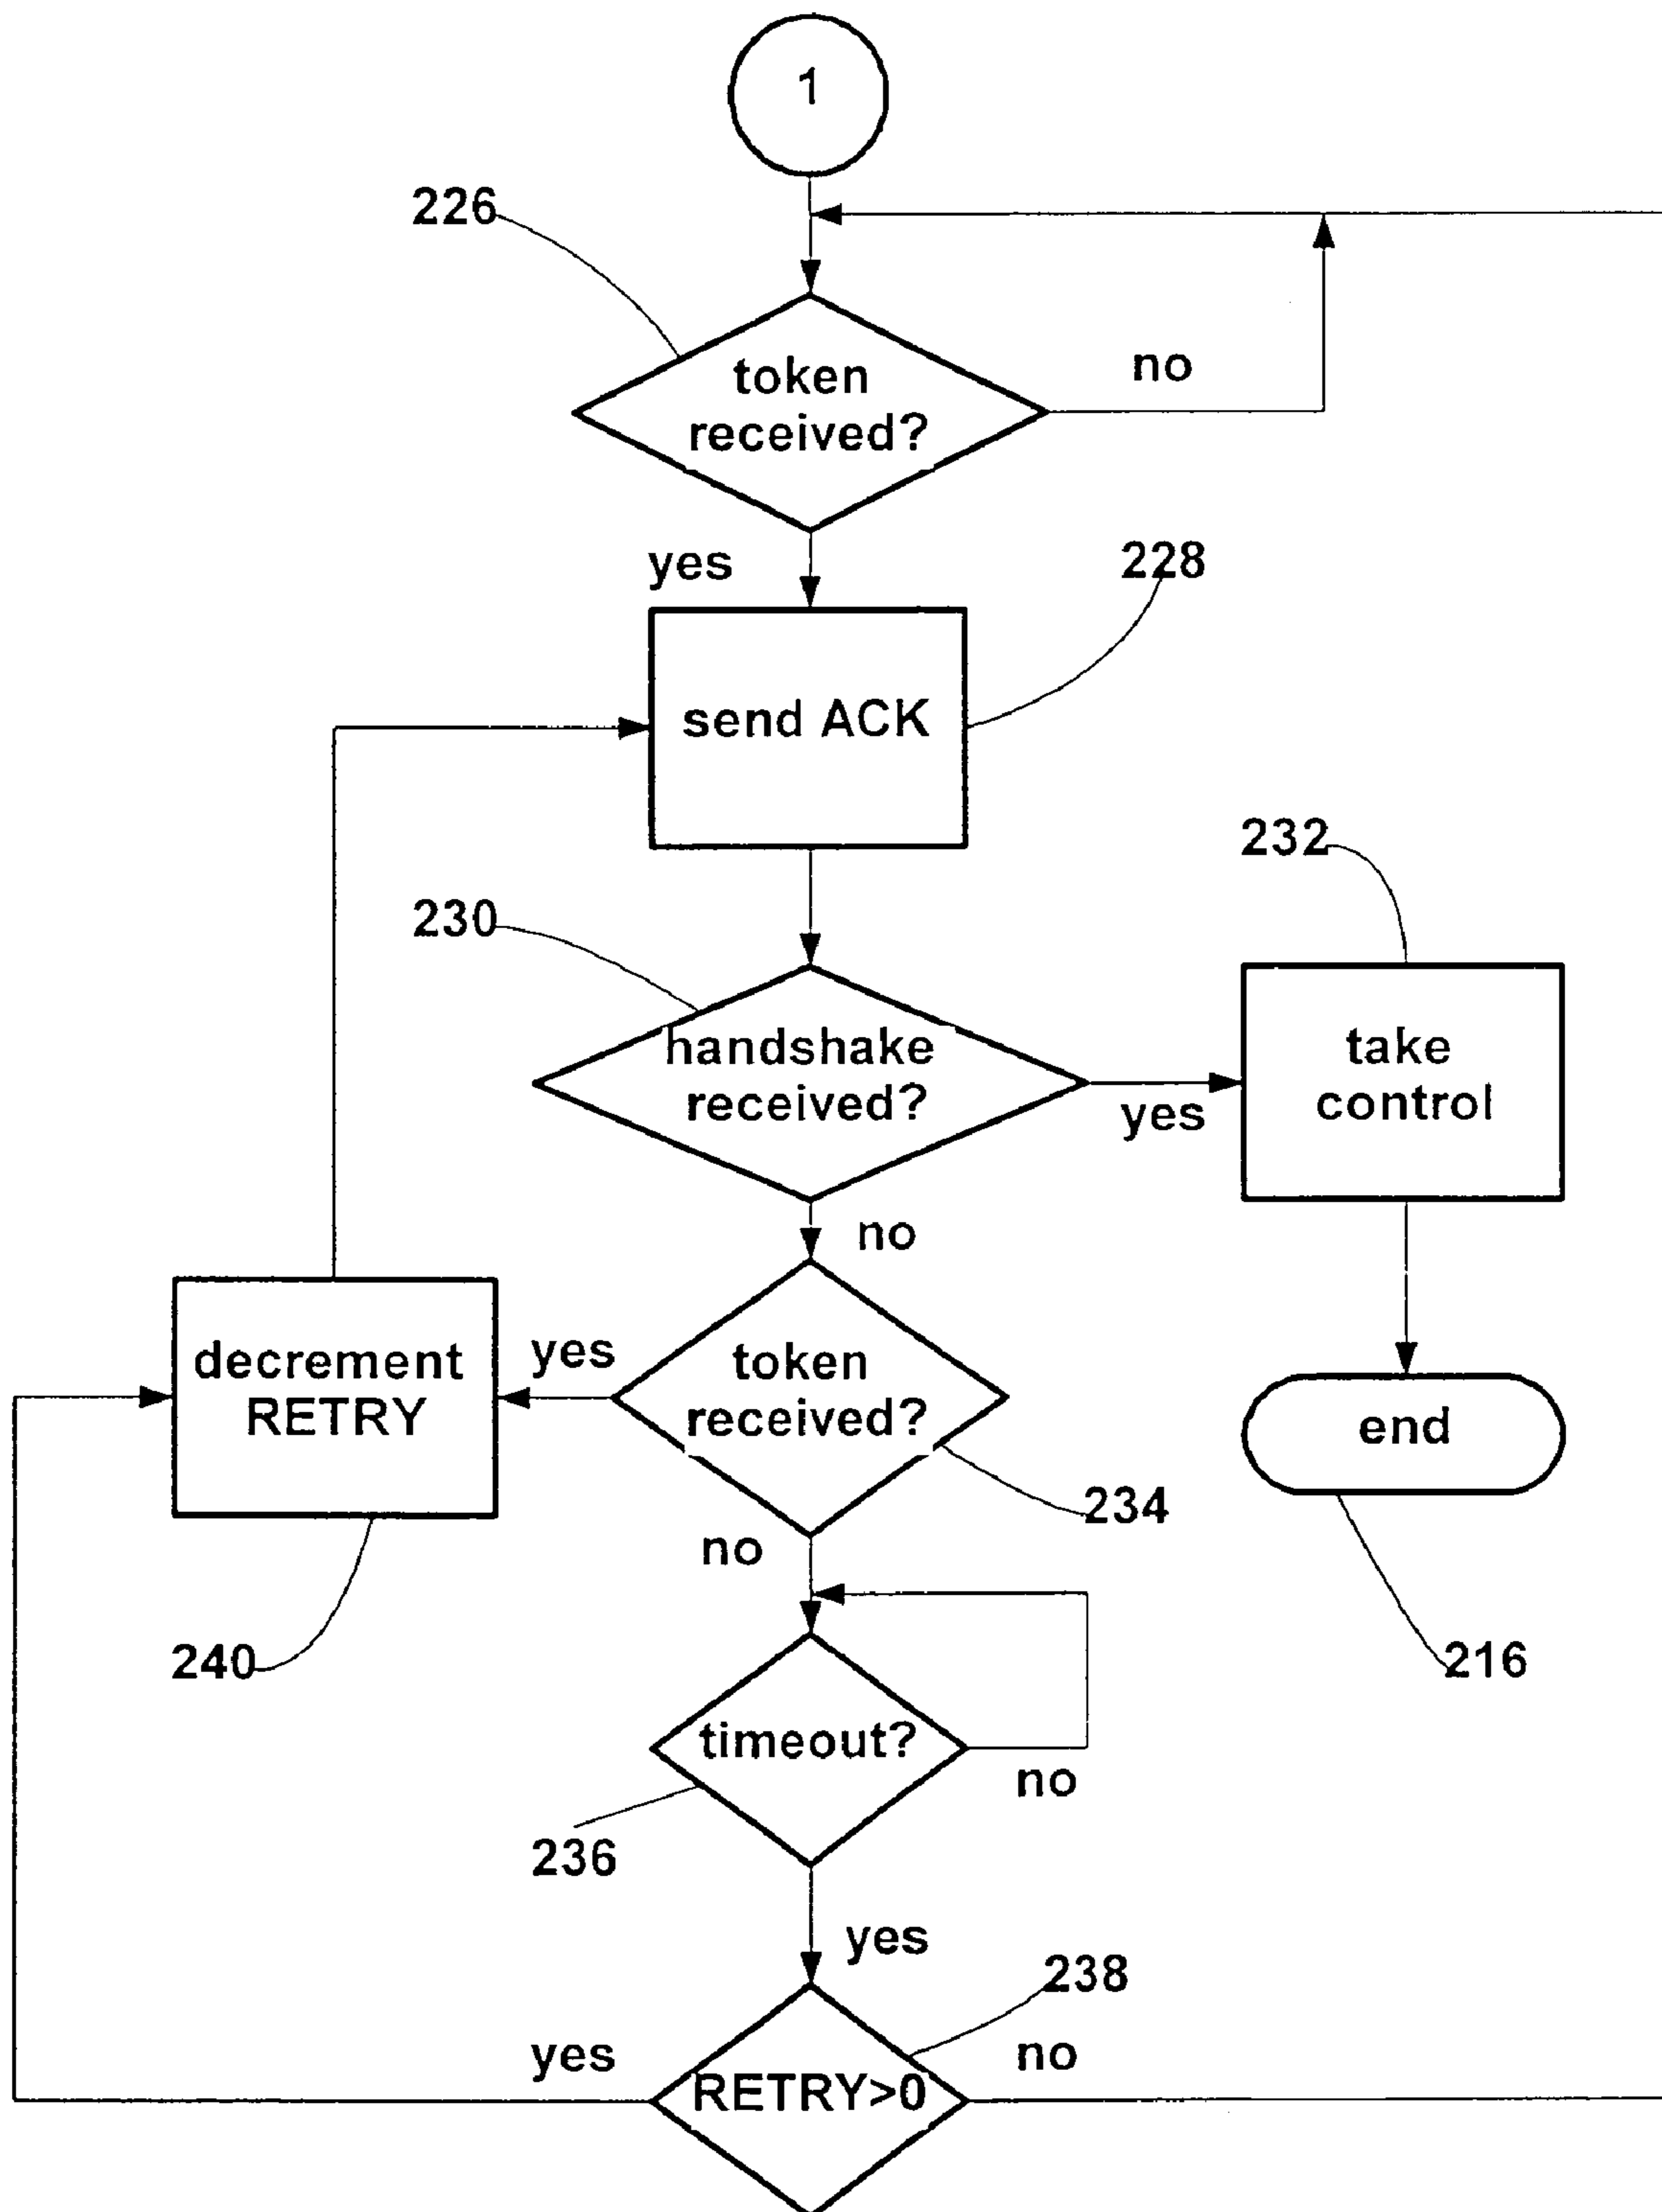 1
226
token
received?
no
yes
228
send ACK
232
230
handshake
received?
yes
take
control
no
decrement
RETRY
yes
token
received?
end
234
no
240
216
timeout?
no
236
yes
238
yes
RETRY>0
no